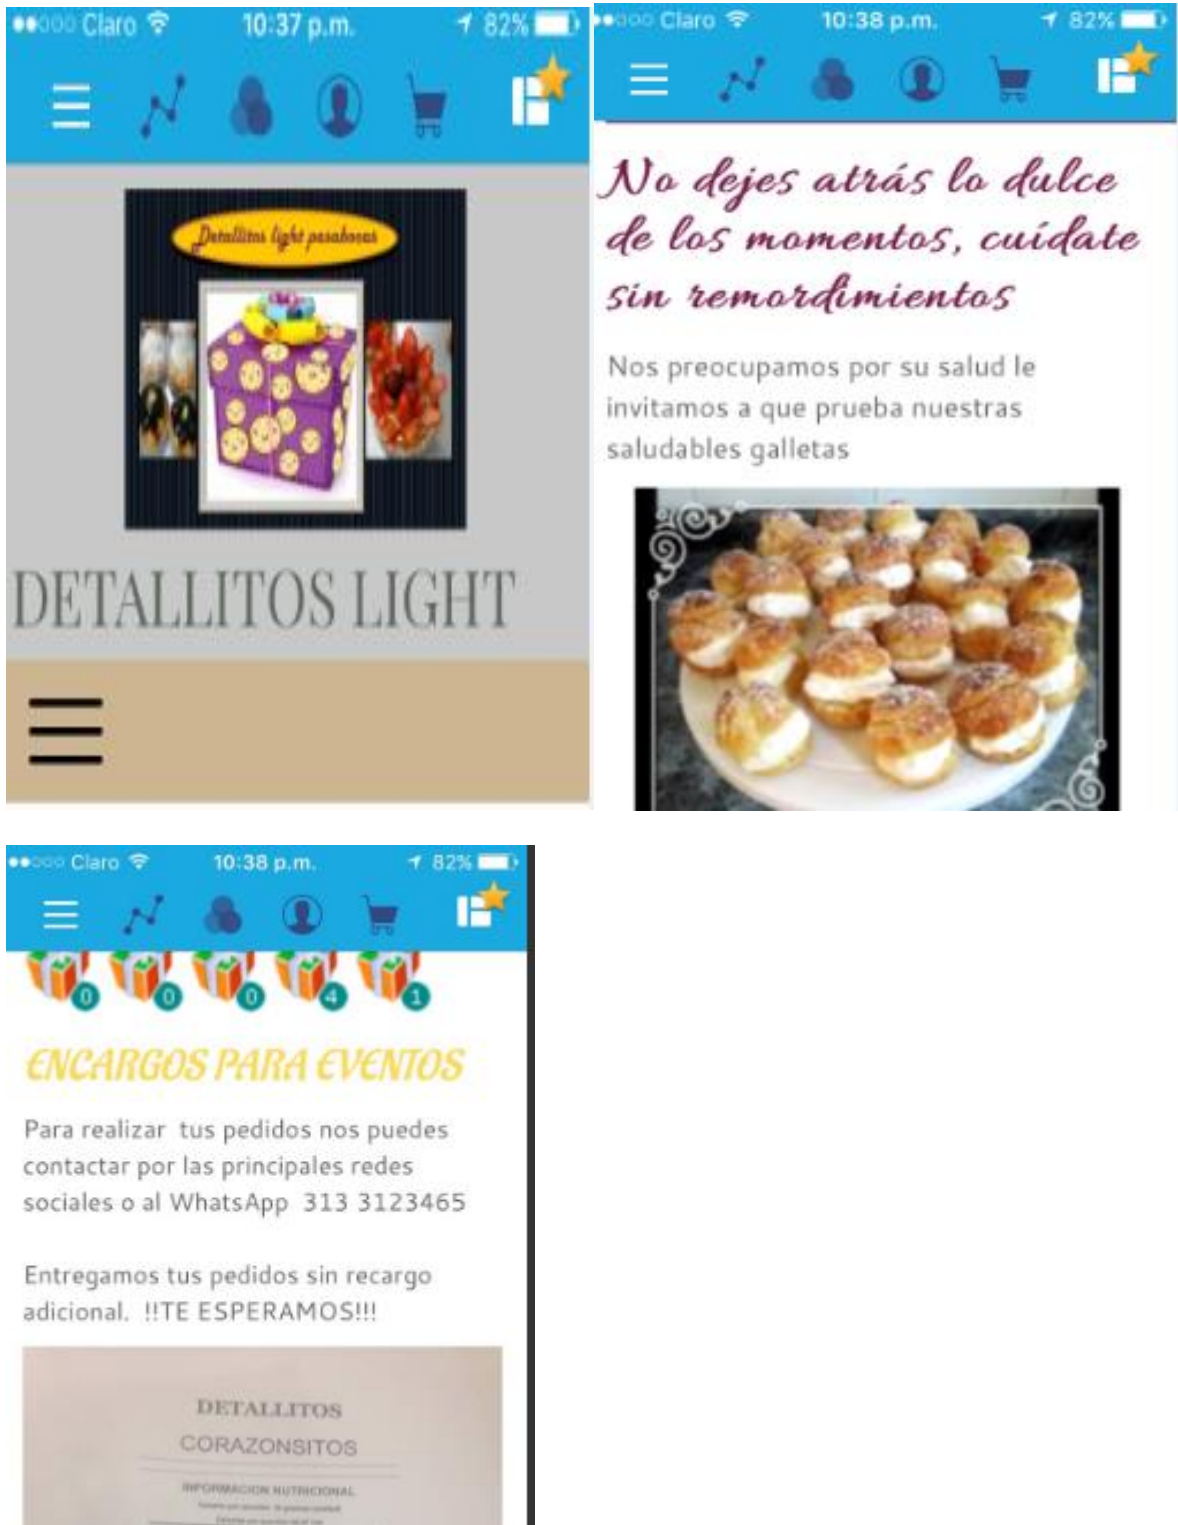 Claro 10:37 p.m. 82%
Detallitos light pasabocas
DETALLITOS LIGHT
Claro 10:38 p.m. 82%
No dejes atrás lo dulce
de los momentos, cuídate
sin remordimientos
Nos preocupamos por su salud le
invitamos a que prueba nuestras
saludables galletas
Claro 10:38 p.m. 82%
0 0 0 4 1
ENCARGOS PARA EVENTOS
Para realizar tus pedidos nos puedes
contactar por las principales redes
sociales o al WhatsApp 313 3123465
Entregamos tus pedidos sin recargo
adicional. !!TE ESPERAMOS!!!
DETALLITOS
CORAZONSITOS
INFORMACION NUTRICIONAL